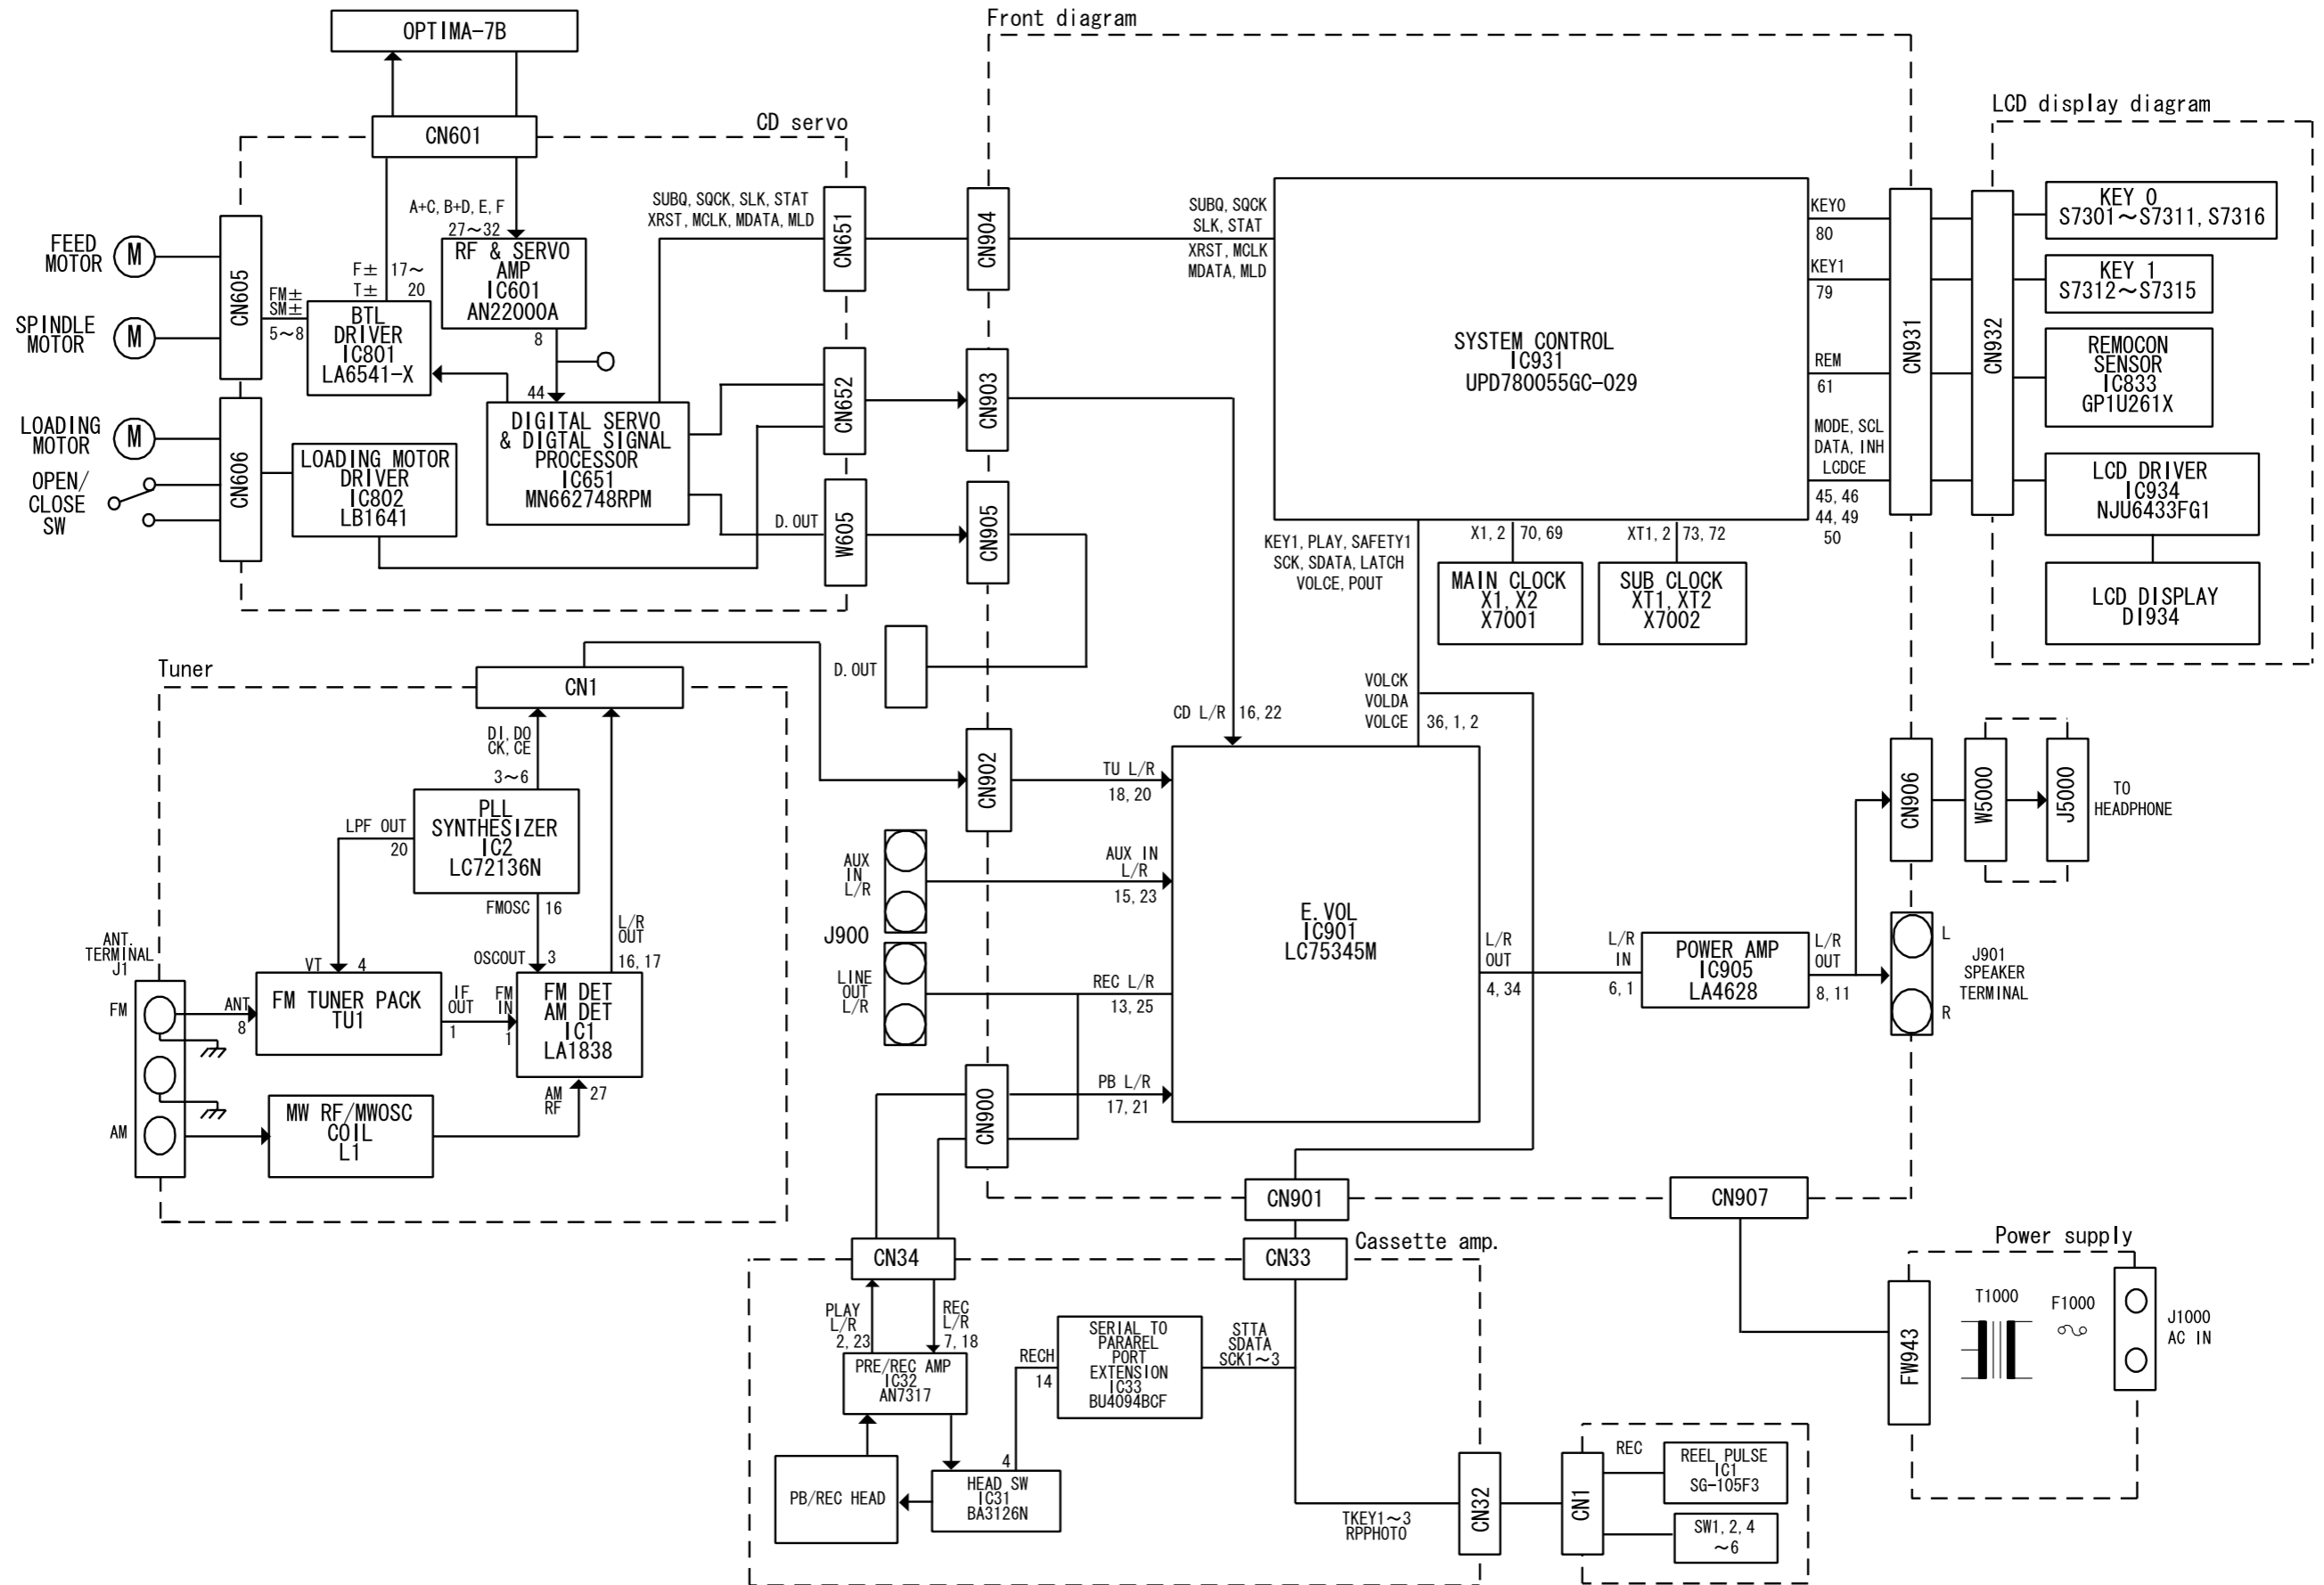 Front diagram
OPTIMA-7B
LCD display diagram
CN601
CD servo
A+C, B+D, E, F
27～32
SUBQ, SQCK, SLK, STAT
XRST, MCLK, MDATA, MLD
CN651
CN904
SUBQ, SQCK
SLK, STAT
XRST, MCLK
MDATA, MLD
SYSTEM CONTROL
IC931
UPD780055GC-029
KEY0
80
KEY1
79
REM
61
MODE, SCL
DATA, INH
LCDCE
45, 46
44, 49
50
CN931
CN932
KEY 0
S7301～S7311, S7316
KEY 1
S7312～S7315
REMOCON
SENSOR
IC833
GP1U261X
LCD DRIVER
IC934
NJU6433FG1
LCD DISPLAY
DI934
FEED
MOTOR
M
SPINDLE
MOTOR
M
LOADING
MOTOR
M
OPEN/
CLOSE
SW
CN605
CN606
FM±
SM±
5～8
F± 17～
T± 20
BTL
DRIVER
IC801
LA6541-X
RF & SERVO
AMP
IC601
AN22000A
8
44
DIGITAL SERVO
& DIGTAL SIGNAL
PROCESSOR
IC651
MN662748RPM
LOADING MOTOR
DRIVER
IC802
LB1641
CN652
CN903
D.OUT
W605
CN905
D.OUT
KEY1, PLAY, SAFETY1
SCK, SDATA, LATCH
VOLCE, POUT
X1, 2 70, 69
XT1, 2 73, 72
MAIN CLOCK
X1, X2
X7001
SUB CLOCK
XT1, XT2
X7002
Tuner
CN1
DI, DO
CK, CE
3～6
PLL
SYNTHESIZER
IC2
LC72136N
LPF OUT
20
FMOSC 16
OSCOUT 3
L/R
OUT
16, 17
ANT.
TERMINAL
J1
FM
AM
ANT
8
VT 4
FM TUNER PACK
TU1
IF
OUT
1
FM
IN
1
FM DET
AM DET
IC1
LA1838
AM
RF
27
MW RF/MWOSC
COIL
L1
CN902
TU L/R
18, 20
CD L/R 16, 22
VOLCK
VOLDA
VOLCE 36, 1, 2
AUX
IN
L/R
J900
LINE
OUT
L/R
AUX IN
L/R
15, 23
REC L/R
13, 25
CN900
PB L/R
17, 21
E.VOL
IC901
LC75345M
L/R
OUT
4, 34
L/R
IN
6, 1
POWER AMP
IC905
LA4628
L/R
OUT
8, 11
CN906
W5000
J5000
TO
HEADPHONE
L
R
J901
SPEAKER
TERMINAL
CN901
CN907
CN34
CN33
Cassette amp.
Power supply
PLAY
L/R
2, 23
REC
L/R
7, 18
PRE/REC AMP
IC32
AN7317
PB/REC HEAD
4
HEAD SW
IC31
BA3126N
RECH
14
SERIAL TO
PARAREL
PORT
EXTENSION
IC33
BU4094BCF
STTA
SDATA
SCK1～3
TKEY1～3
RPPHOTO
CN32
CN1
REC
REEL PULSE
IC1
SG-105F3
SW1, 2, 4
～6
FW943
T1000
F1000
J1000
AC IN